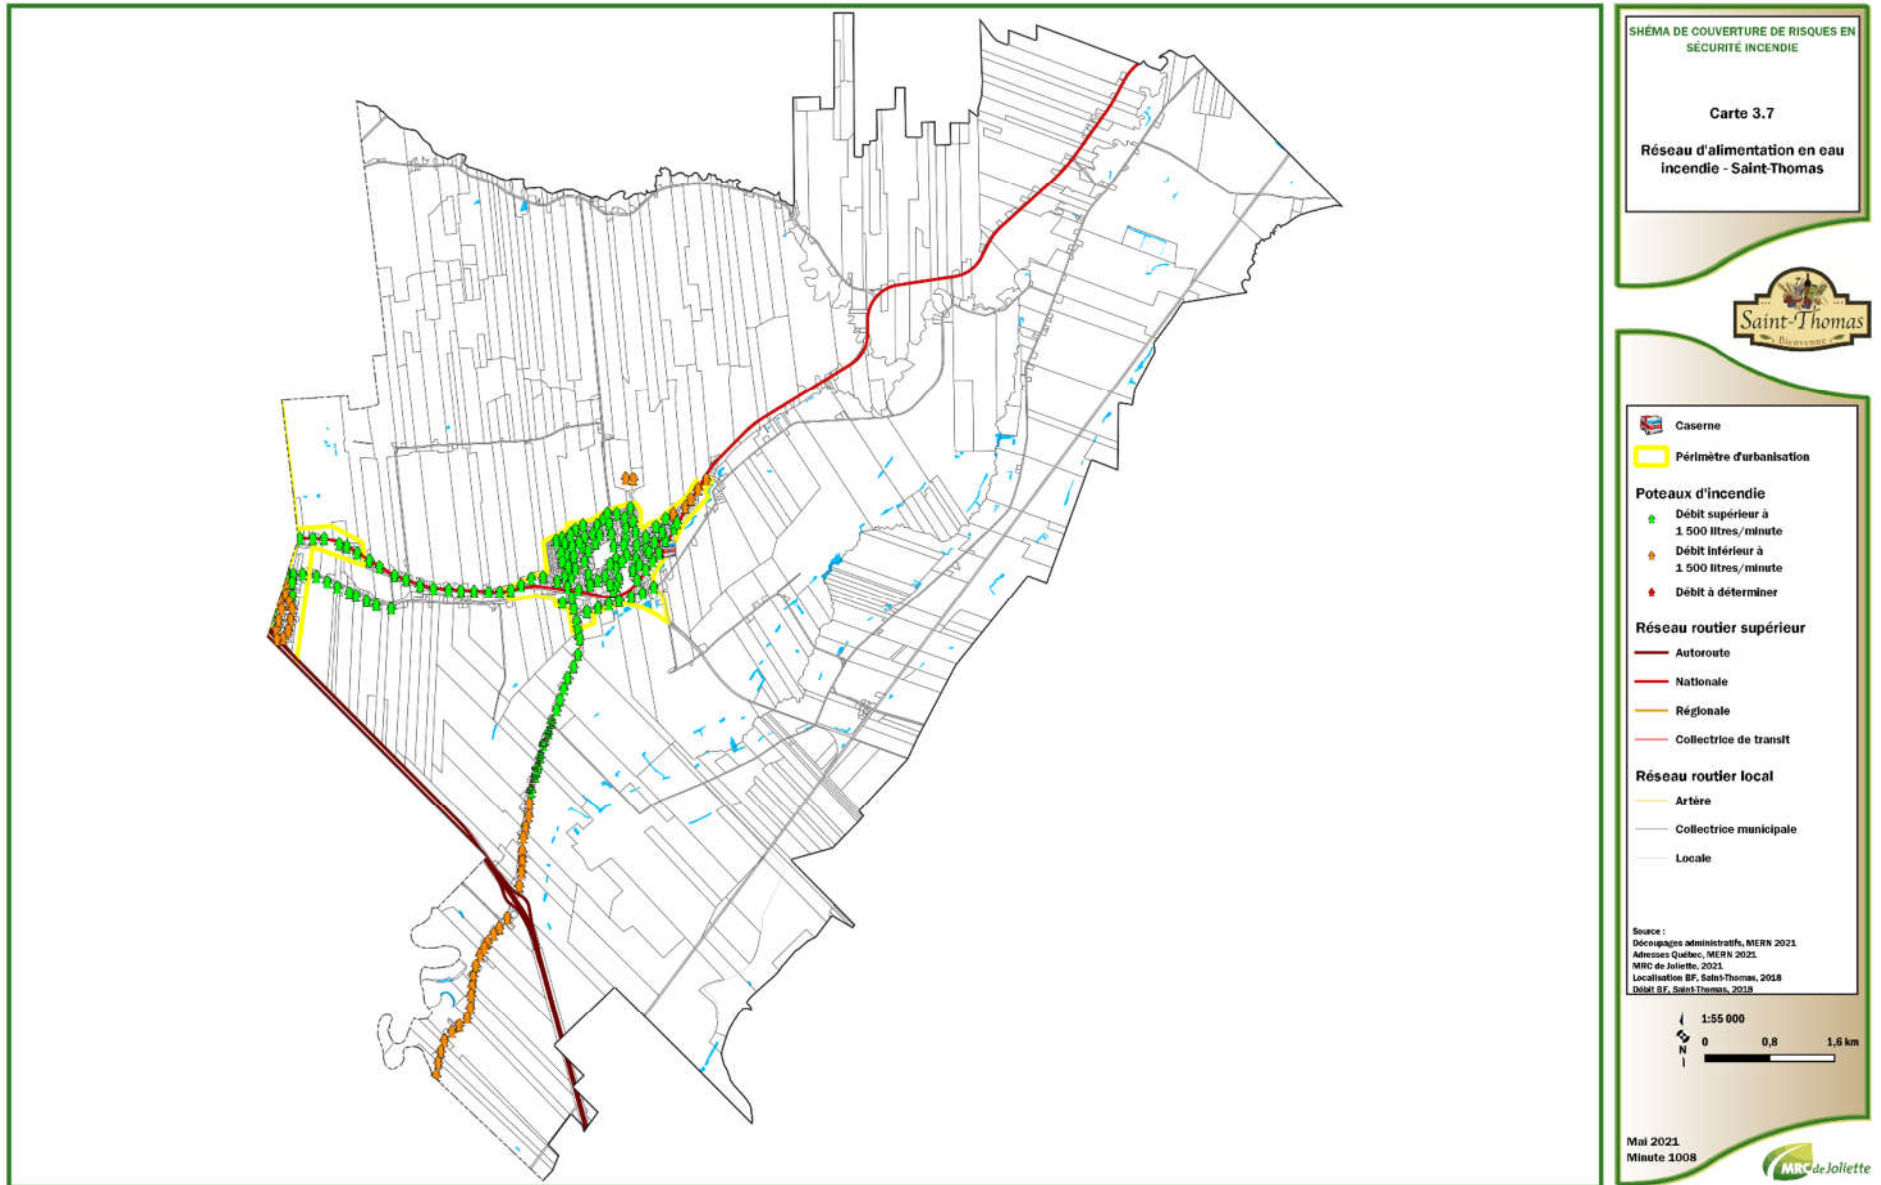 SHÉMA DE COUVERTURE DE RISQUES EN
SÉCURITÉ INCENDIE
Carte 3.7
Réseau d'alimentation en eau
incendie - Saint-Thomas
Saint-Thomas
Bienvenue
Caserne
Périmètre d'urbanisation
Poteaux d'incendie
Débit supérieur à
1 500 litres/minute
Débit inférieur à
1 500 litres/minute
Débit à déterminer
Réseau routier supérieur
Autoroute
Nationale
Régionale
Collectrice de transit
Réseau routier local
Artère
Collectrice municipale
Locale
Source :
Découpages administratifs, MERN 2021
Adresses Québec, MERN 2021
MRC de Joliette, 2021
Localisation BF, Saint-Thomas, 2018
Débit BF, Saint-Thomas, 2018
1:55 000
0 0,8 1,6 km
N
Mai 2021
Minute 1008
MRC de Joliette